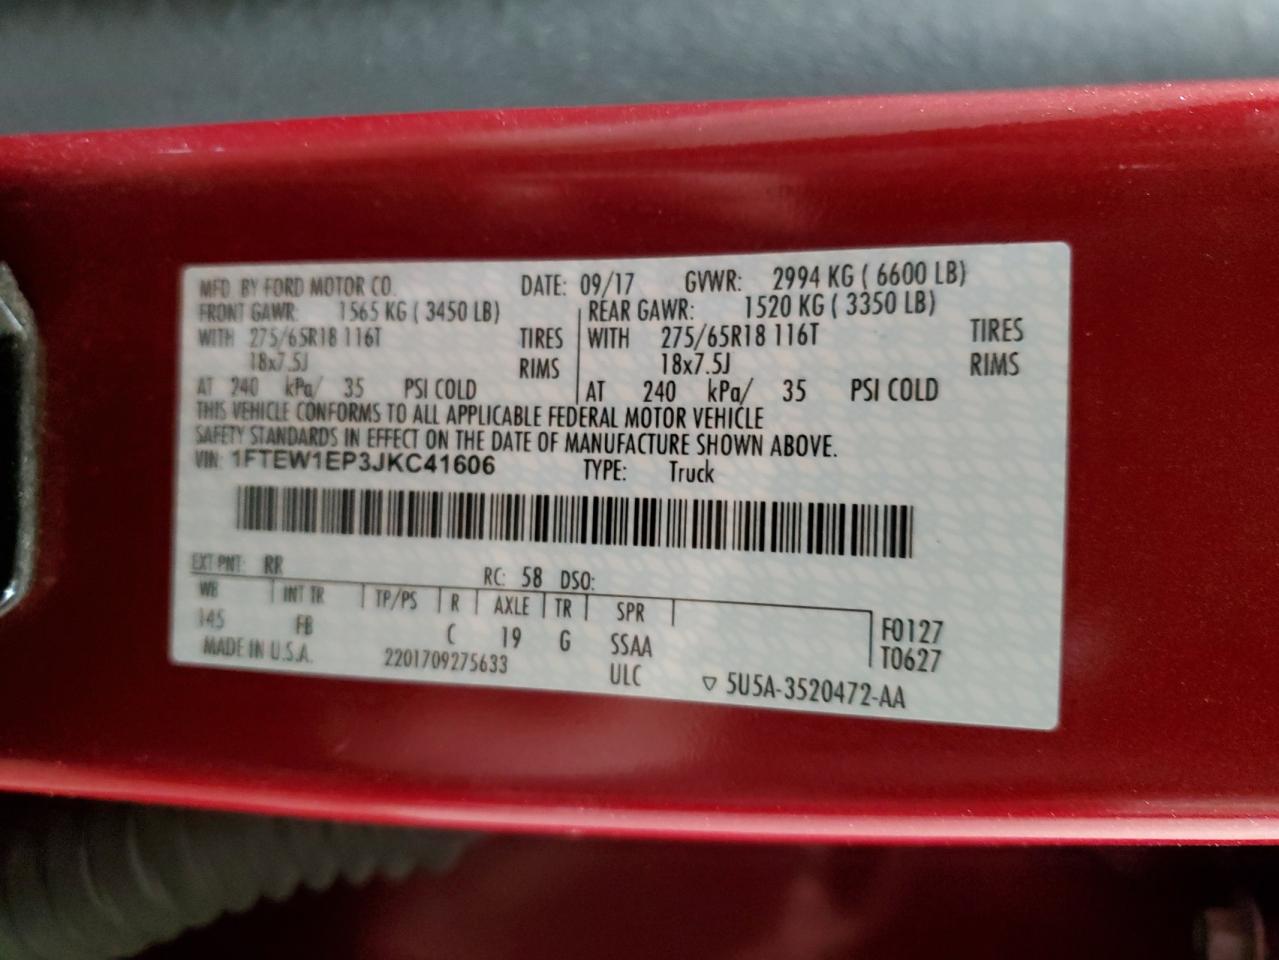 MFD. BY FORD MOTOR CO. DATE: 09/17 GVWR: 2994 KG ( 6600 LB)
FRONT GAWR: 1565 KG ( 3450 LB) REAR GAWR: 1520 KG ( 3350 LB)
WITH 275/65R18 116T TIRES WITH 275/65R18 116T TIRES
18x7.5J RIMS 18x7.5J RIMS
AT 240 kPa/ 35 PSI COLD AT 240 kPa/ 35 PSI COLD
THIS VEHICLE CONFORMS TO ALL APPLICABLE FEDERAL MOTOR VEHICLE
SAFETY STANDARDS IN EFFECT ON THE DATE OF MANUFACTURE SHOWN ABOVE.
VIN: 1FTEW1EP3JKC41606 TYPE: Truck
EXT PNT: RR RC: 58 DSO:
WB INT TR TP/PS R AXLE TR SPR F0127
145 FB C 19 G SSAA T0627
MADE IN U.S.A. 2201709275633 ULC ▽ 5U5A-3520472-AA